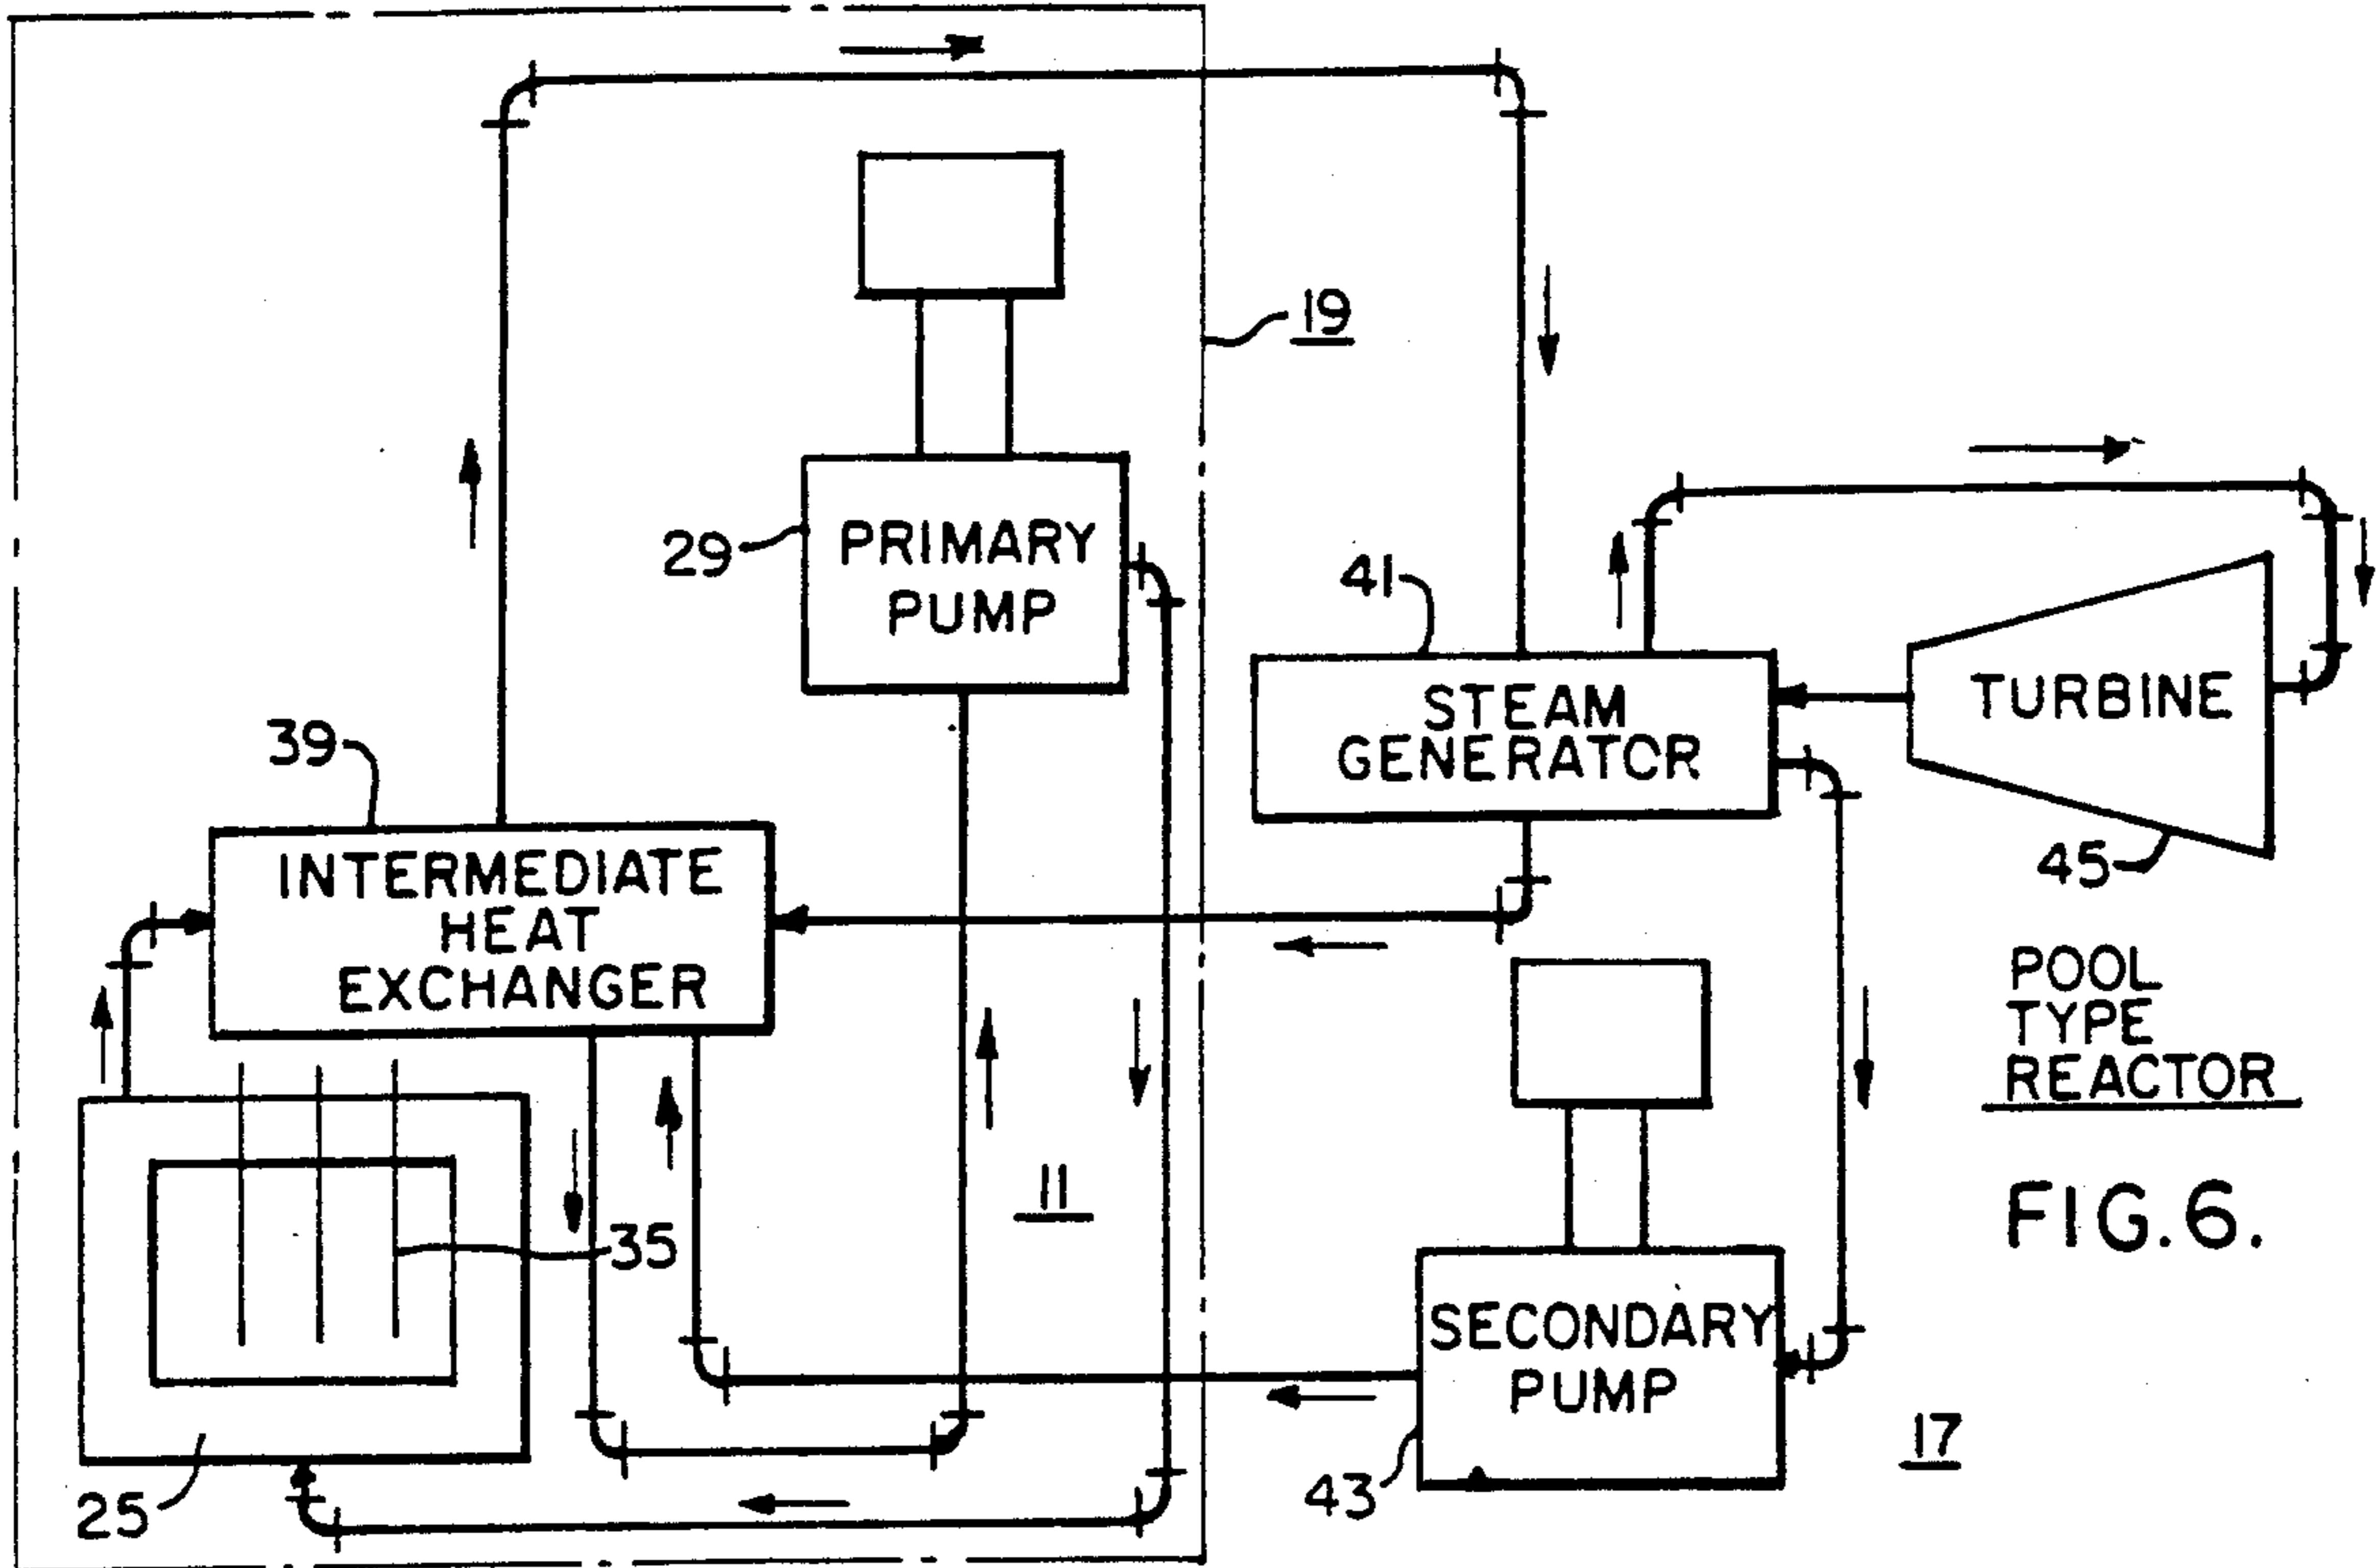 19
29
PRIMARY
PUMP
41
STEAM
GENERATOR
TURBINE
45
39
INTERMEDIATE
HEAT
EXCHANGER
35
11
25
SECONDARY
PUMP
43
17
POOL
TYPE
REACTOR
FIG. 6.